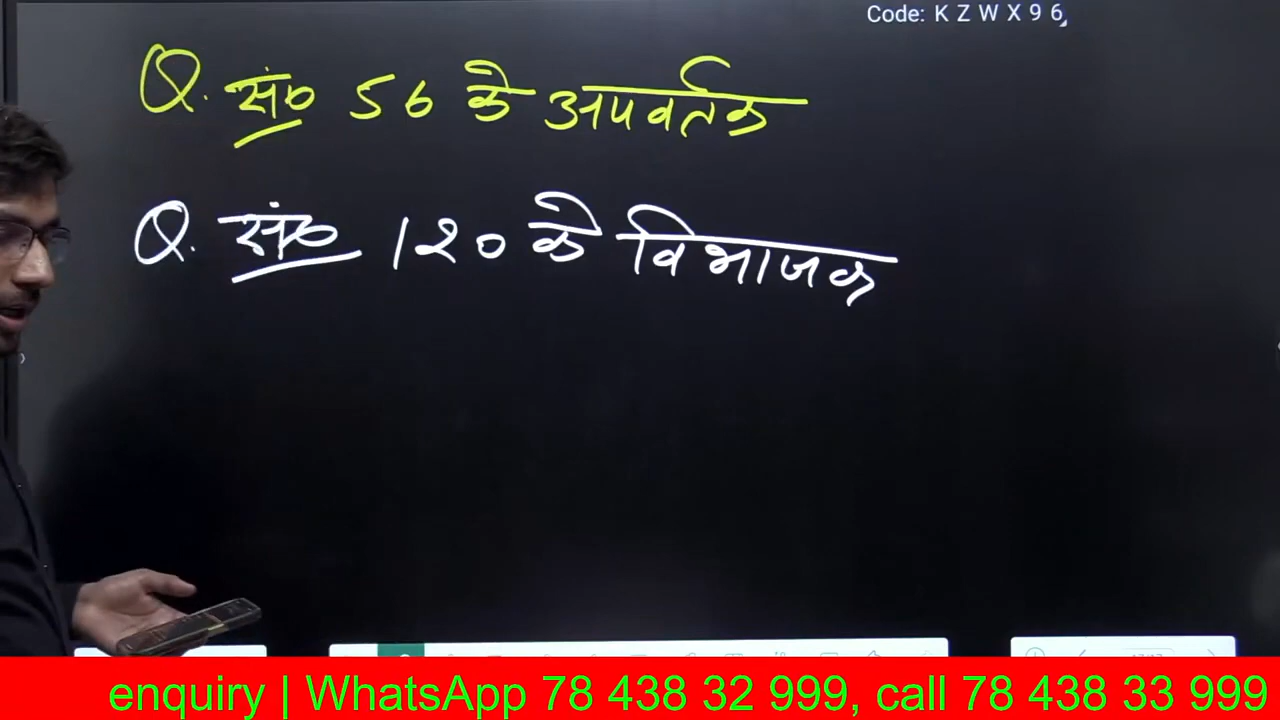 Code: K Z W X 9 6
Q. सं० 56 के अपवर्तक
Q. सं० 120 के विभाजक
enquiry | WhatsApp 78 438 32 999, call 78 438 33 999